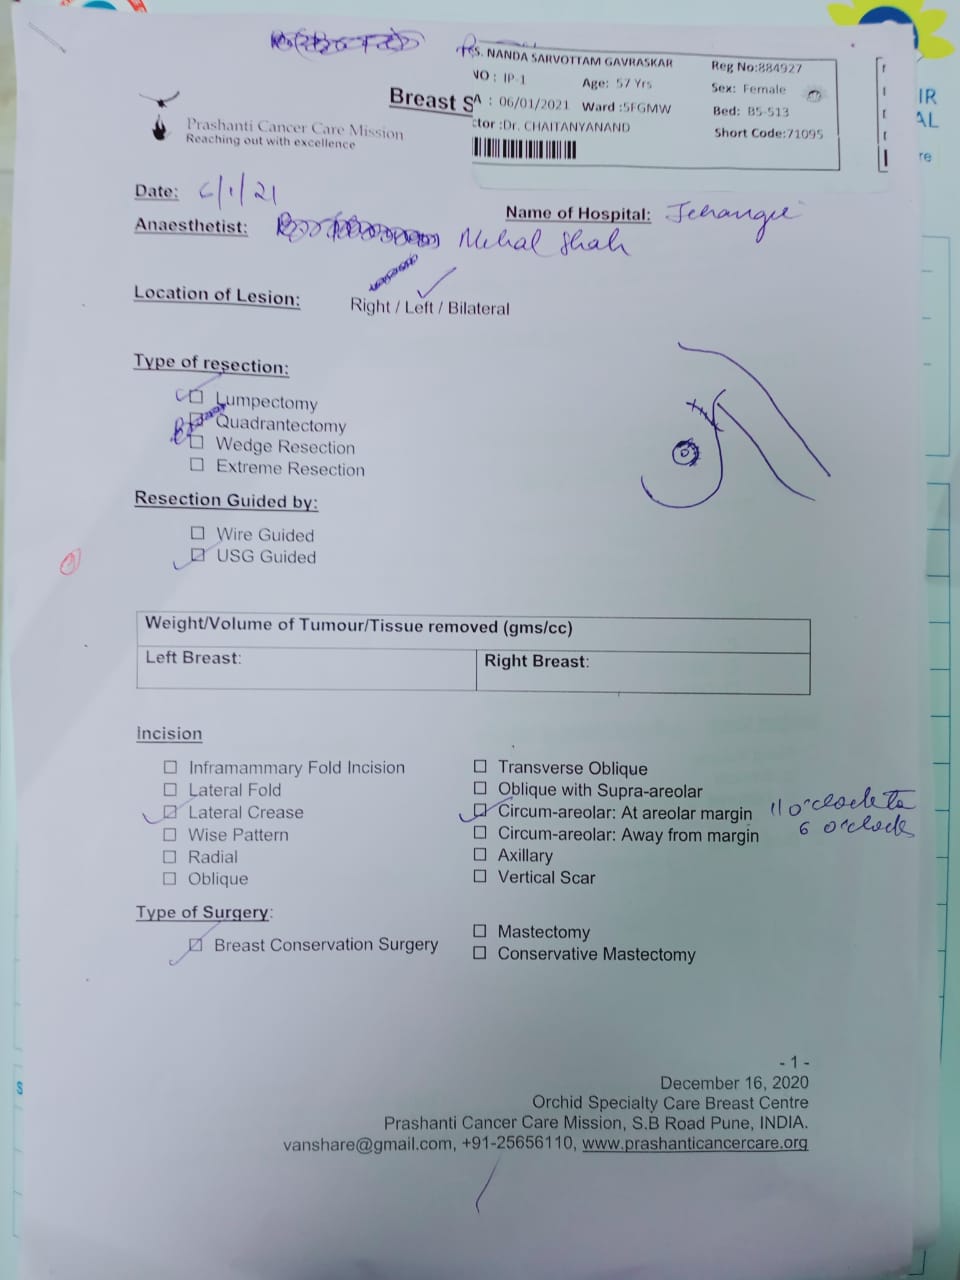 Mrs. NANDA SARVOTTAM GAVRASKAR
Reg No:884927
NO : IP-1
Age: 57 Yrs
Sex: Female
Breast S
A : 06/01/2021
Ward :5FGMW
Bed: B5-513
ctor :Dr. CHAITANYANAND
Short Code:71095
IR
AL
re
Prashanti Cancer Care Mission
Reaching out with excellence
Date: 6/1/21
Name of Hospital: Jehangir
Anaesthetist: Nehal Shah
Location of Lesion: Right / Left / Bilateral
Type of resection:
Lumpectomy
Quadrantectomy
Wedge Resection
Extreme Resection
Resection Guided by:
Wire Guided
USG Guided
Weight/Volume of Tumour/Tissue removed (gms/cc)
Left Breast: Right Breast:
Incision
Inframammary Fold Incision
Lateral Fold
Lateral Crease
Wise Pattern
Radial
Oblique
Transverse Oblique
Oblique with Supra-areolar
Circum-areolar: At areolar margin 11 o'clock to
6 o'clock
Circum-areolar: Away from margin
Axillary
Vertical Scar
Type of Surgery:
Breast Conservation Surgery
Mastectomy
Conservative Mastectomy
- 1 -
December 16, 2020
Orchid Specialty Care Breast Centre
Prashanti Cancer Care Mission, S.B Road Pune, INDIA.
vanshare@gmail.com, +91-25656110, www.prashanticancercare.org
S